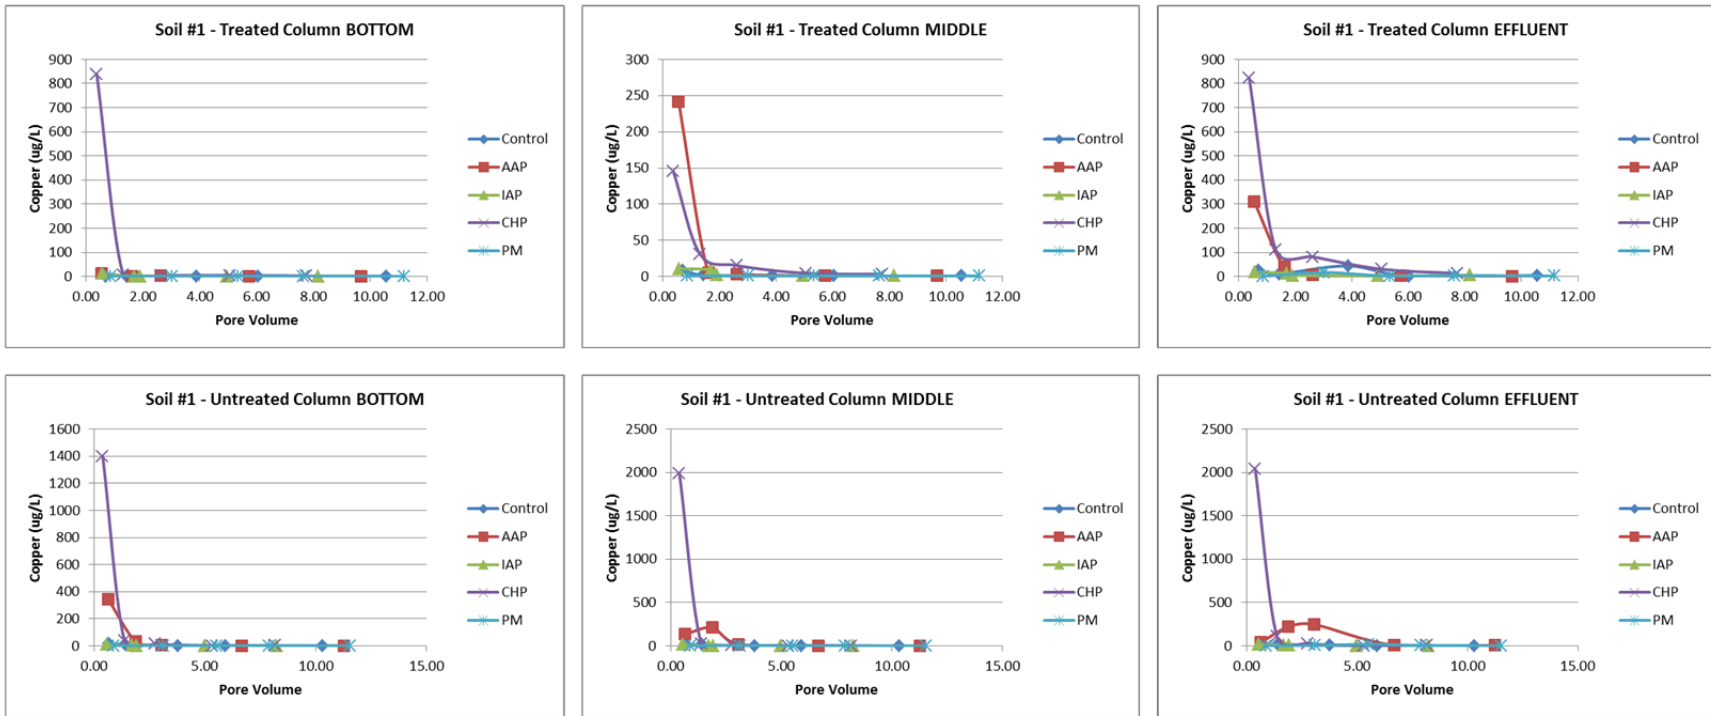 Soil #1 - Treated Column BOTTOM
900
800
700
600
500
400
300
200
100
0
Copper (ug/L)
0.00 2.00 4.00 6.00 8.00 10.00 12.00
Pore Volume
Control
AAP
IAP
CHP
PM
Soil #1 - Treated Column MIDDLE
300
250
200
150
100
50
0
Copper (ug/L)
0.00 2.00 4.00 6.00 8.00 10.00 12.00
Pore Volume
Control
AAP
IAP
CHP
PM
Soil #1 - Treated Column EFFLUENT
900
800
700
600
500
400
300
200
100
0
Copper (ug/L)
0.00 2.00 4.00 6.00 8.00 10.00 12.00
Pore Volume
Control
AAP
IAP
CHP
PM
Soil #1 - Untreated Column BOTTOM
1600
1400
1200
1000
800
600
400
200
0
Copper (ug/L)
0.00 5.00 10.00 15.00
Pore Volume
Control
AAP
IAP
CHP
PM
Soil #1 - Untreated Column MIDDLE
2500
2000
1500
1000
500
0
Copper (ug/L)
0.00 5.00 10.00 15.00
Pore Volume
Control
AAP
IAP
CHP
PM
Soil #1 - Untreated Column EFFLUENT
2500
2000
1500
1000
500
0
Copper (ug/L)
0.00 5.00 10.00 15.00
Pore Volume
Control
AAP
IAP
CHP
PM